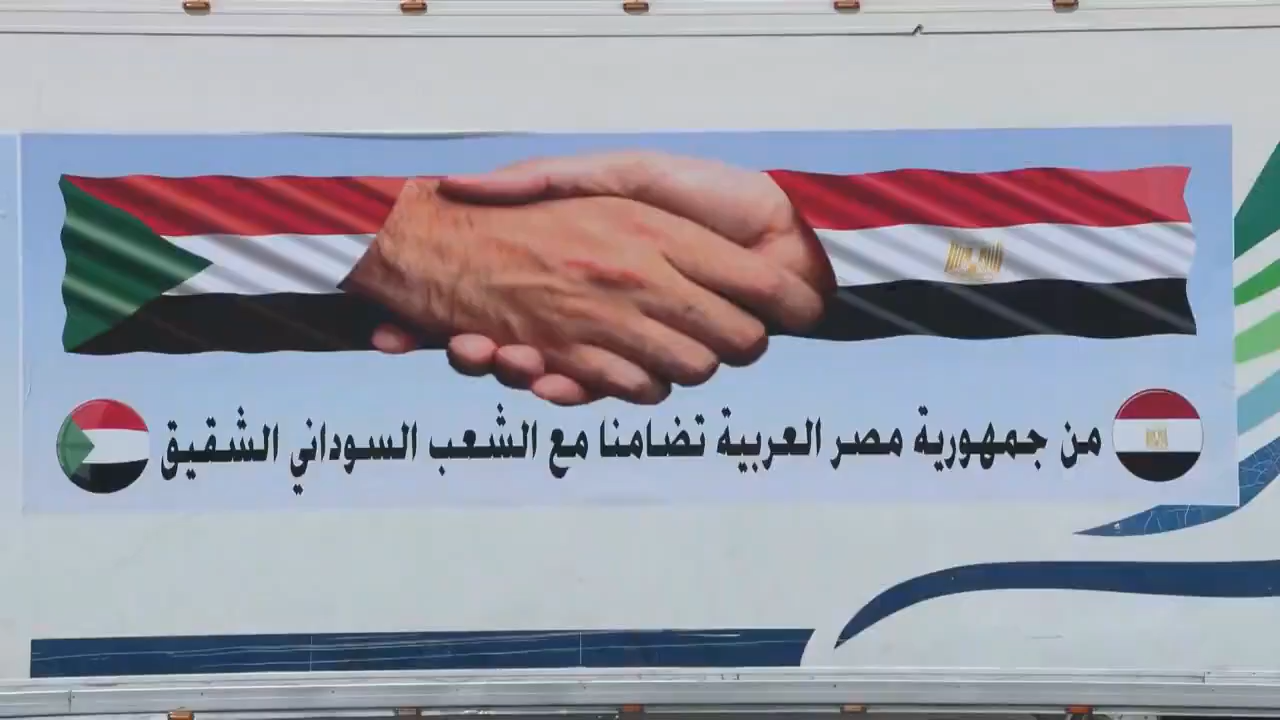 من جمهورية مصر العربية تضامنا مع الشعب السوداني الشقيق